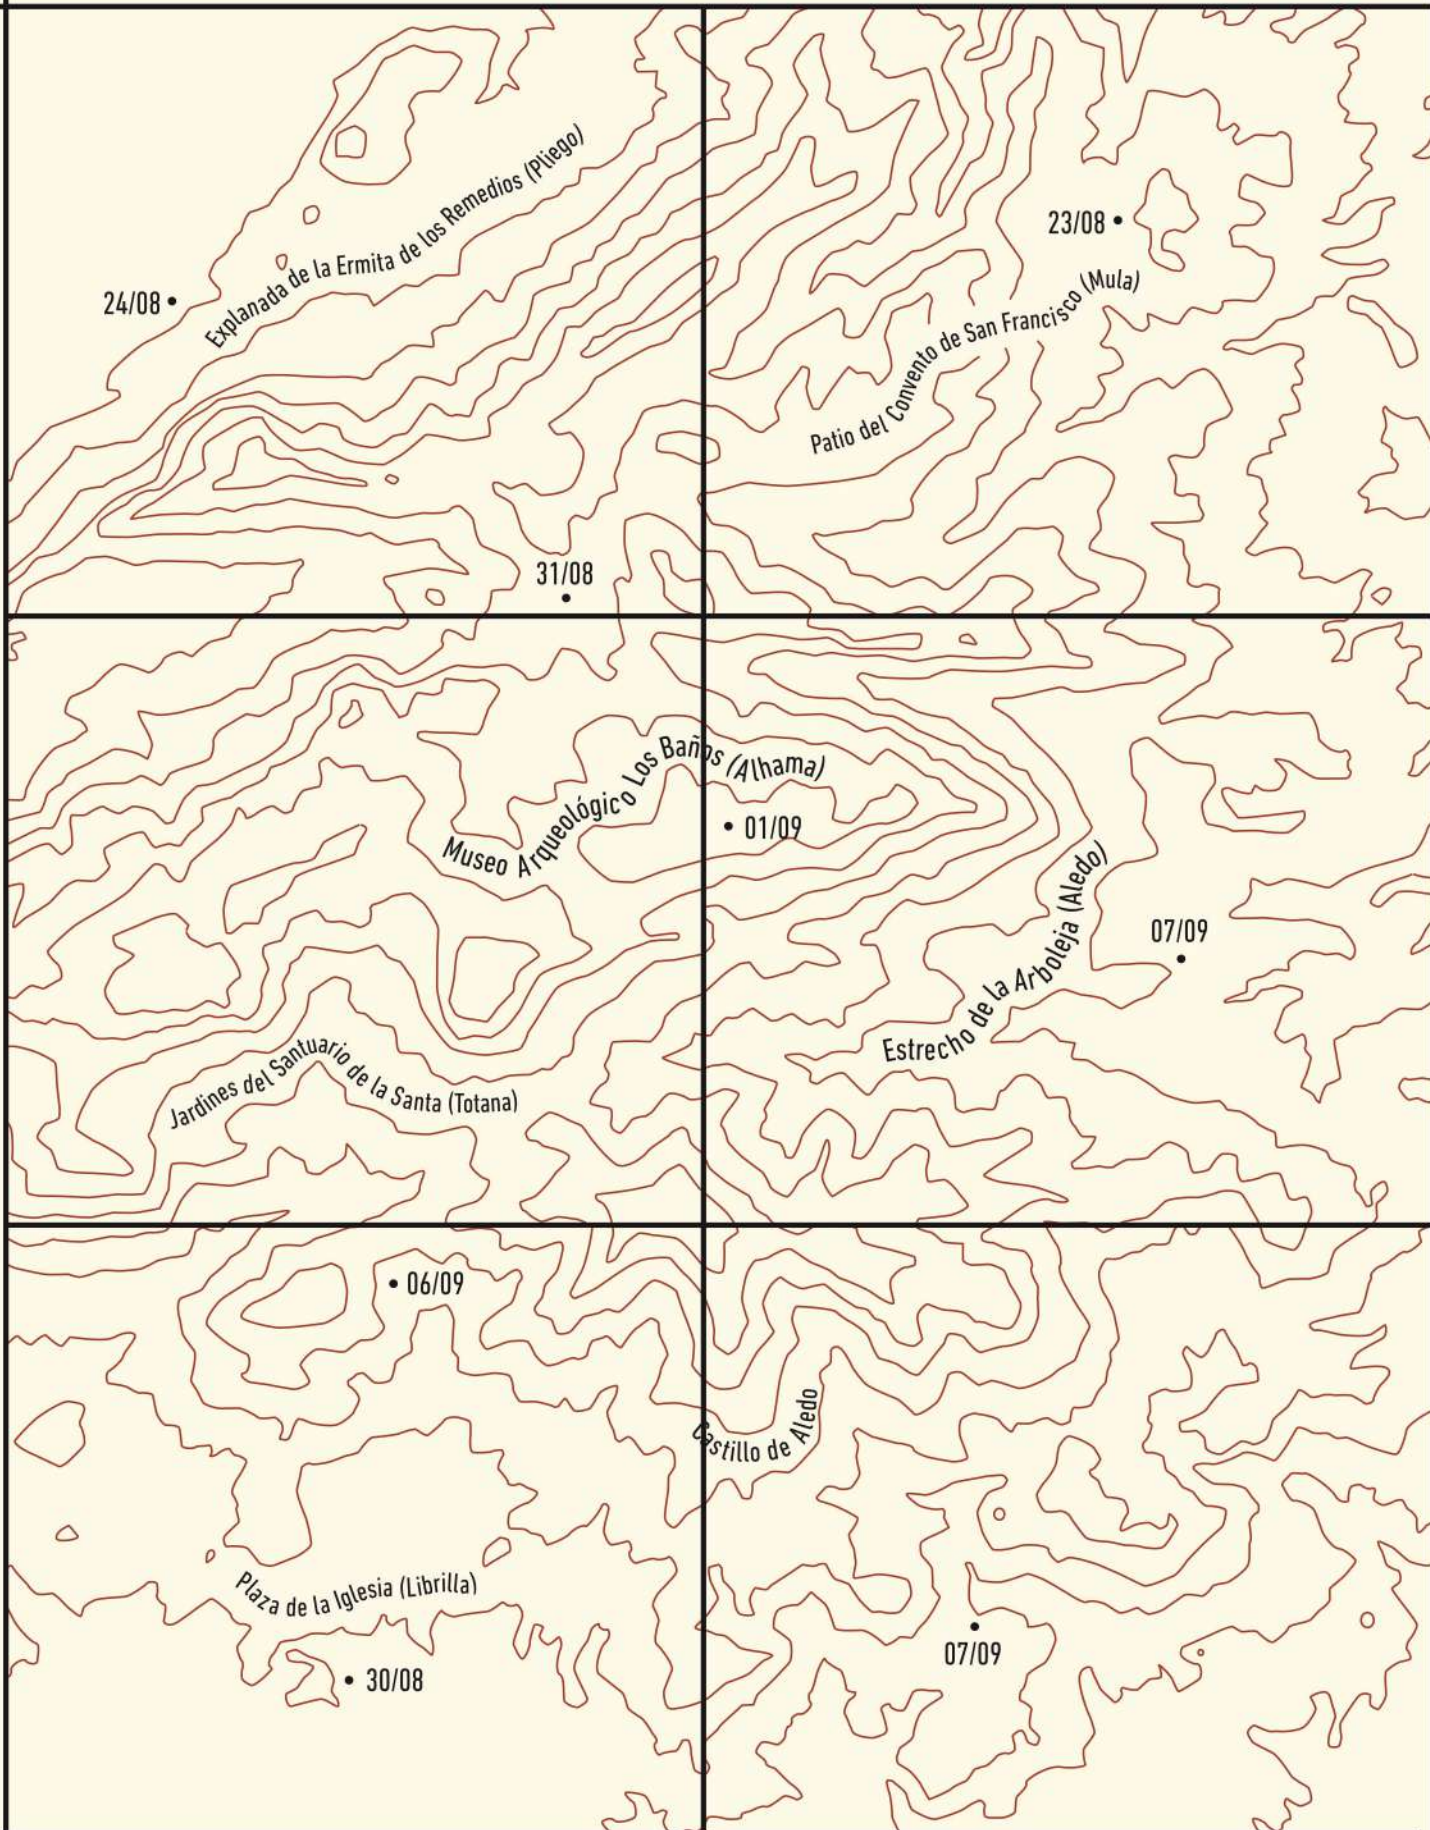 Explanada de la Ermita de los Remedios (Pliego)
24/08
23/08
Patio del Convento de San Francisco (Mula)
31/08
Museo Arqueológico Los Baños (Alhama)
01/09
Estrecho de la Arboleja (Aledo)
07/09
Jardines del Santuario de la Santa (Totana)
06/09
Castillo de Aledo
Plaza de la Iglesia (Librilla)
30/08
07/09